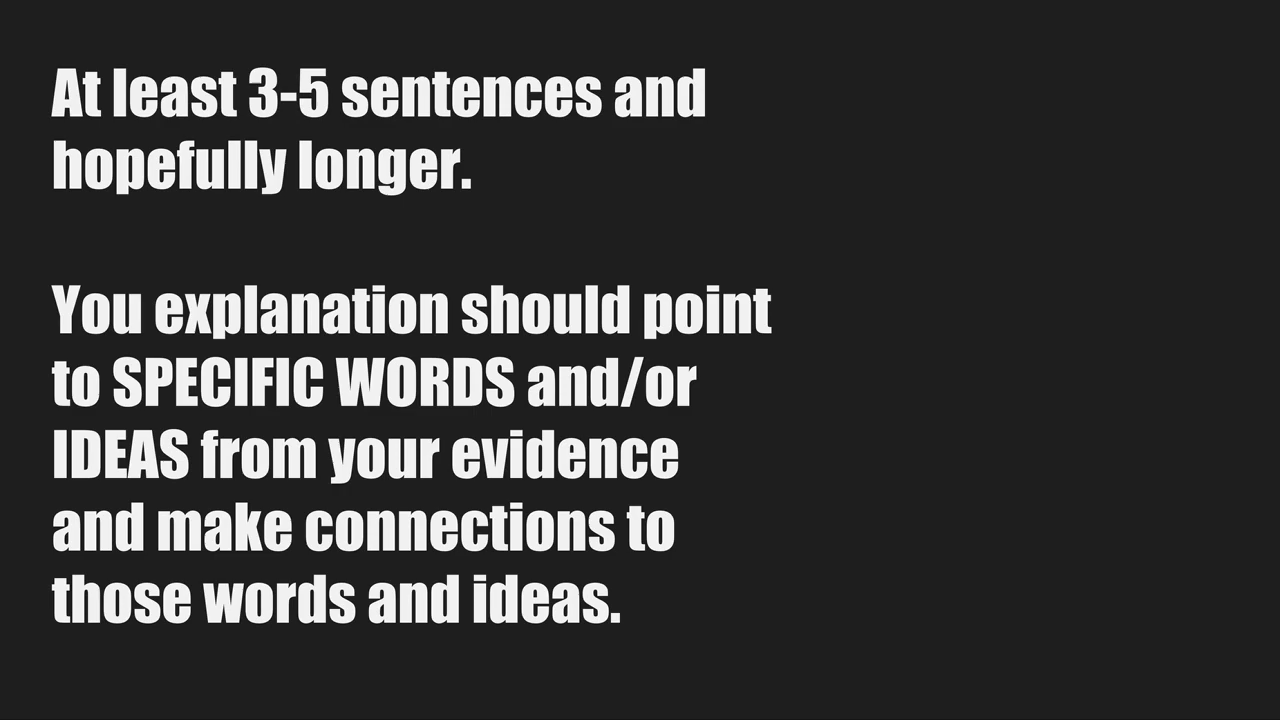 At least 3-5 sentences and
hopefully longer.
You explanation should point
to SPECIFIC WORDS and/or
IDEAS from your evidence
and make connections to
those words and ideas.